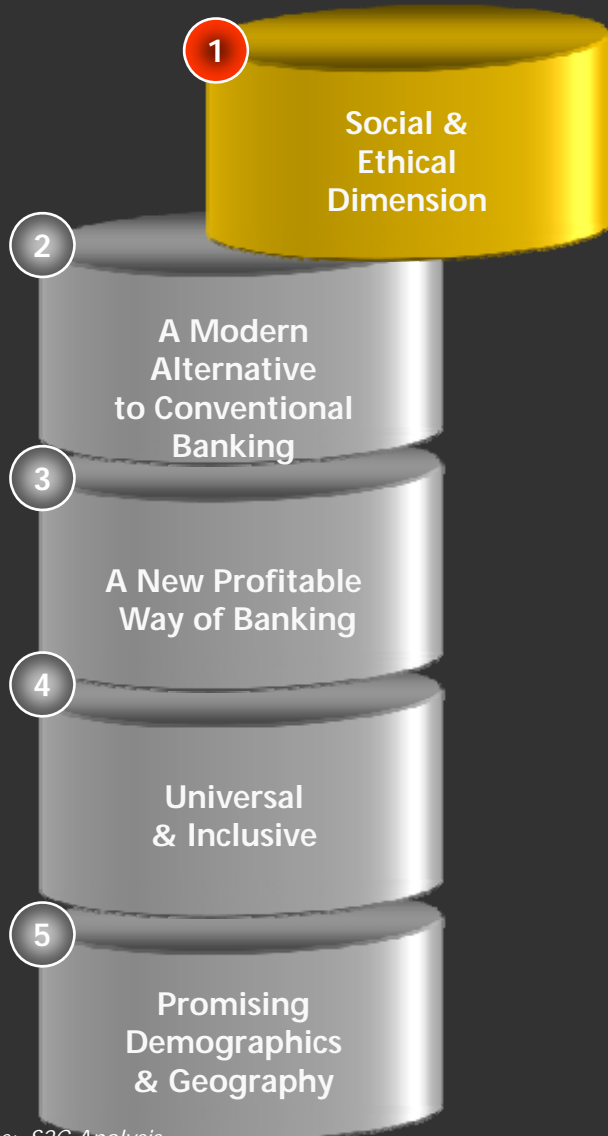 1
Social &
Ethical
Dimension
2
A Modern
Alternative
to Conventional
Banking
3
A New Profitable
Way of Banking
4
Universal
& Inclusive
5
Promising
Demographics
& Geography
Analysis